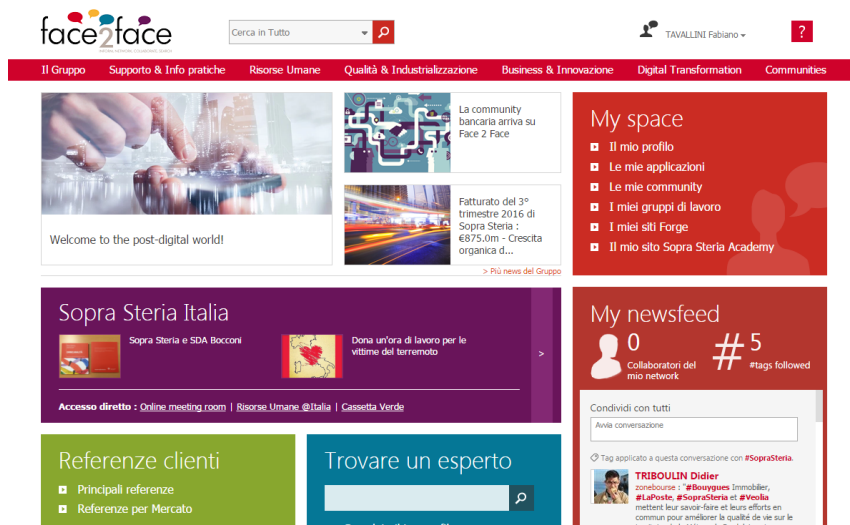 face2face
Cerca in Tutto
TAVALLINI Fabiano
?
Il Gruppo Supporto & Info pratiche Risorse Umane Qualità & Industrializzazione Business & Innovazione Digital Transformation Communities
Welcome to the post-digital world!
La community
bancaria arriva su
Face 2 Face
Fatturato del 3°
trimestre 2016 di
Sopra Steria :
€875.0m - Crescita
organica d...
> Più news del Gruppo
My space
Il mio profilo
Le mie applicazioni
Le mie community
I miei gruppi di lavoro
I miei siti Forge
Il mio sito Sopra Steria Academy
Sopra Steria Italia
Sopra Steria e SDA Bocconi
Dona un'ora di lavoro per le
vittime del terremoto
>
Accesso diretto : Online meeting room | Risorse Umane @Italia | Cassetta Verde
My newsfeed
0
Collaboratori del
mio network
# 5
#tags followed
Condividi con tutti
Avvia conversazione
Tag applicato a questa conversazione con #SopraSteria.
TRIBOULIN Didier
zonebourse : "#Bouygues Immobilier,
#LaPoste, #SopraSteria et #Veolia
mettent leur savoir-faire et leurs efforts en
commun pour améliorer la qualité de vie sur le
Referenze clienti
Principali referenze
Referenze per Mercato
Trovare un esperto